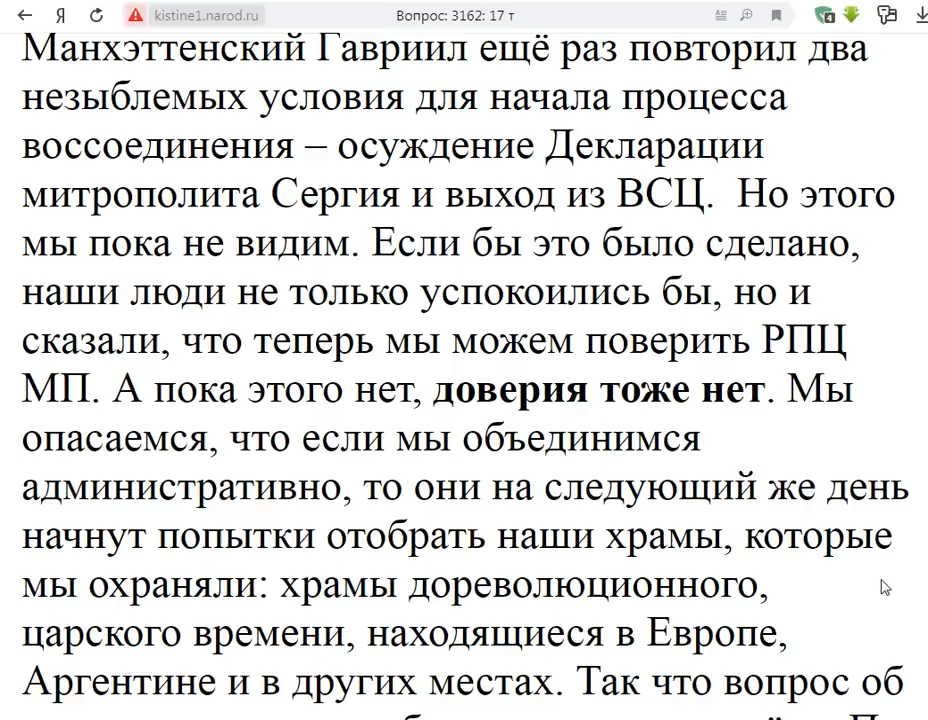 kistine1.narod.ru
Вопрос: 3162: 17 т
4
Манхэттенский Гавриил ещё раз повторил два
незыблемых условия для начала процесса
воссоединения – осуждение Декларации
митрополита Сергия и выход из ВСЦ. Но этого
мы пока не видим. Если бы это было сделано,
наши люди не только успокоились бы, но и
сказали, что теперь мы можем поверить РПЦ
МП. А пока этого нет, доверия тоже нет. Мы
опасаемся, что если мы объединимся
административно, то они на следующий же день
начнут попытки отобрать наши храмы, которые
мы охраняли: храмы дореволюционного,
царского времени, находящиеся в Европе,
Аргентине и в других местах. Так что вопрос об